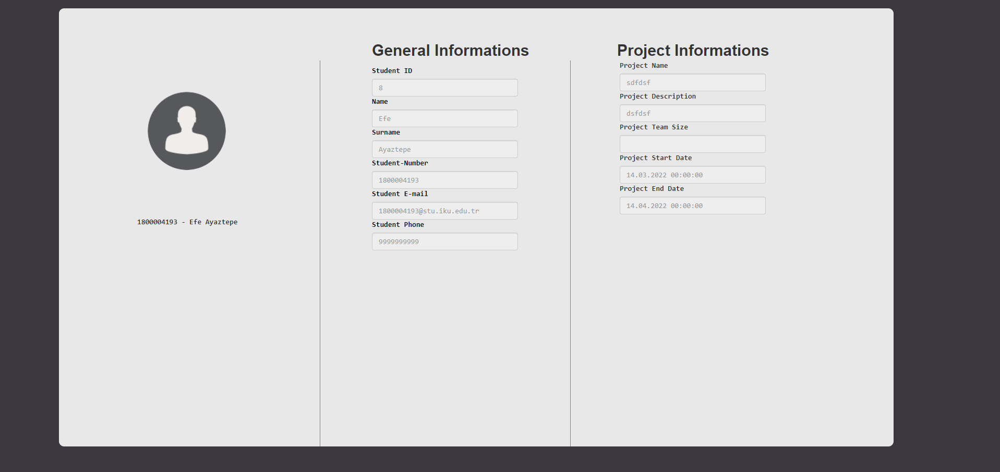 1800004193 - Efe Ayaztepe
General Informations
Student ID
8
Name
Efe
Surname
Ayaztepe
Student-Number
1800004193
Student E-mail
1800004193@stu.iku.edu.tr
Student Phone
9999999999
Project Informations
Project Name
sdfdsf
Project Description
dsfdsf
Project Team Size
Project Start Date
14.03.2022 00:00:00
Project End Date
14.04.2022 00:00:00